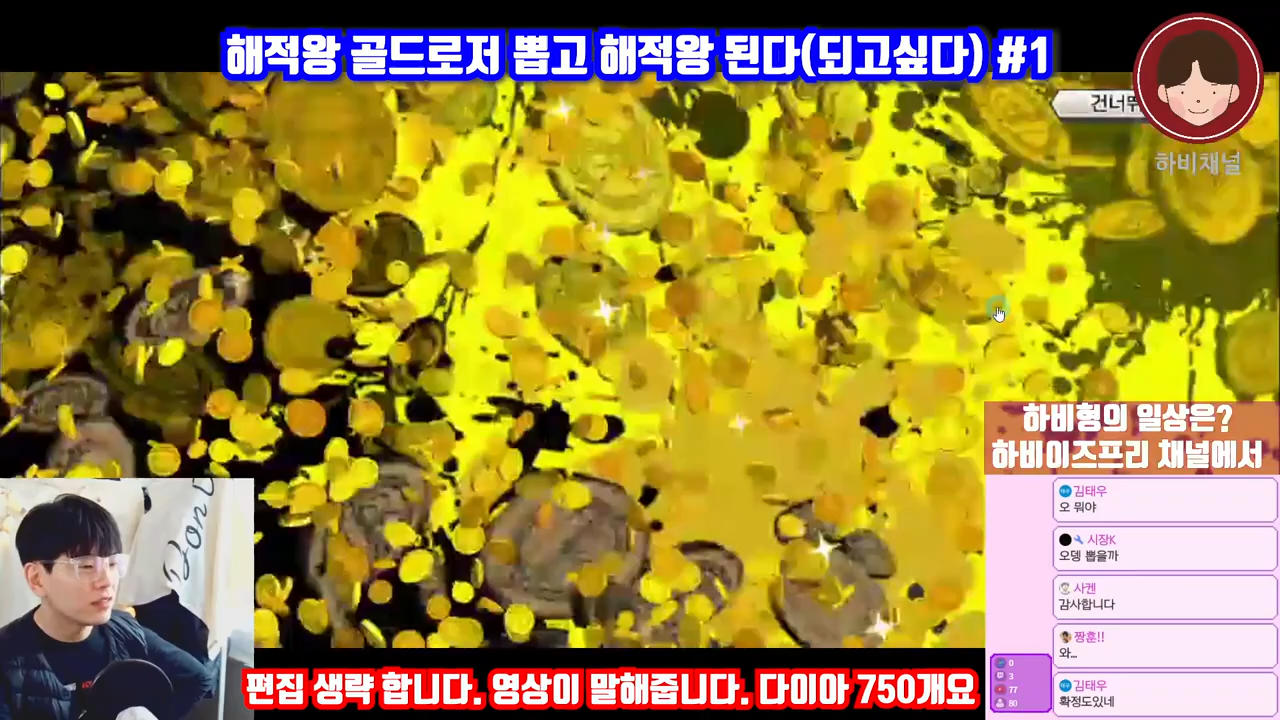 해적왕 골드로저 뽑고 해적왕 된다(되고싶다) #1
건너뛰
하비채널
하비형의 일상은?
하비이즈프리 채널에서
김태우
오 뭐야
시장K
오뎅 뽑을까
사켄
감사합니다
짱훈!!
와...
김태우
확정도있네
0
3
77
80
편집 생략 합니다. 영상이 말해줍니다. 다이아 750개요